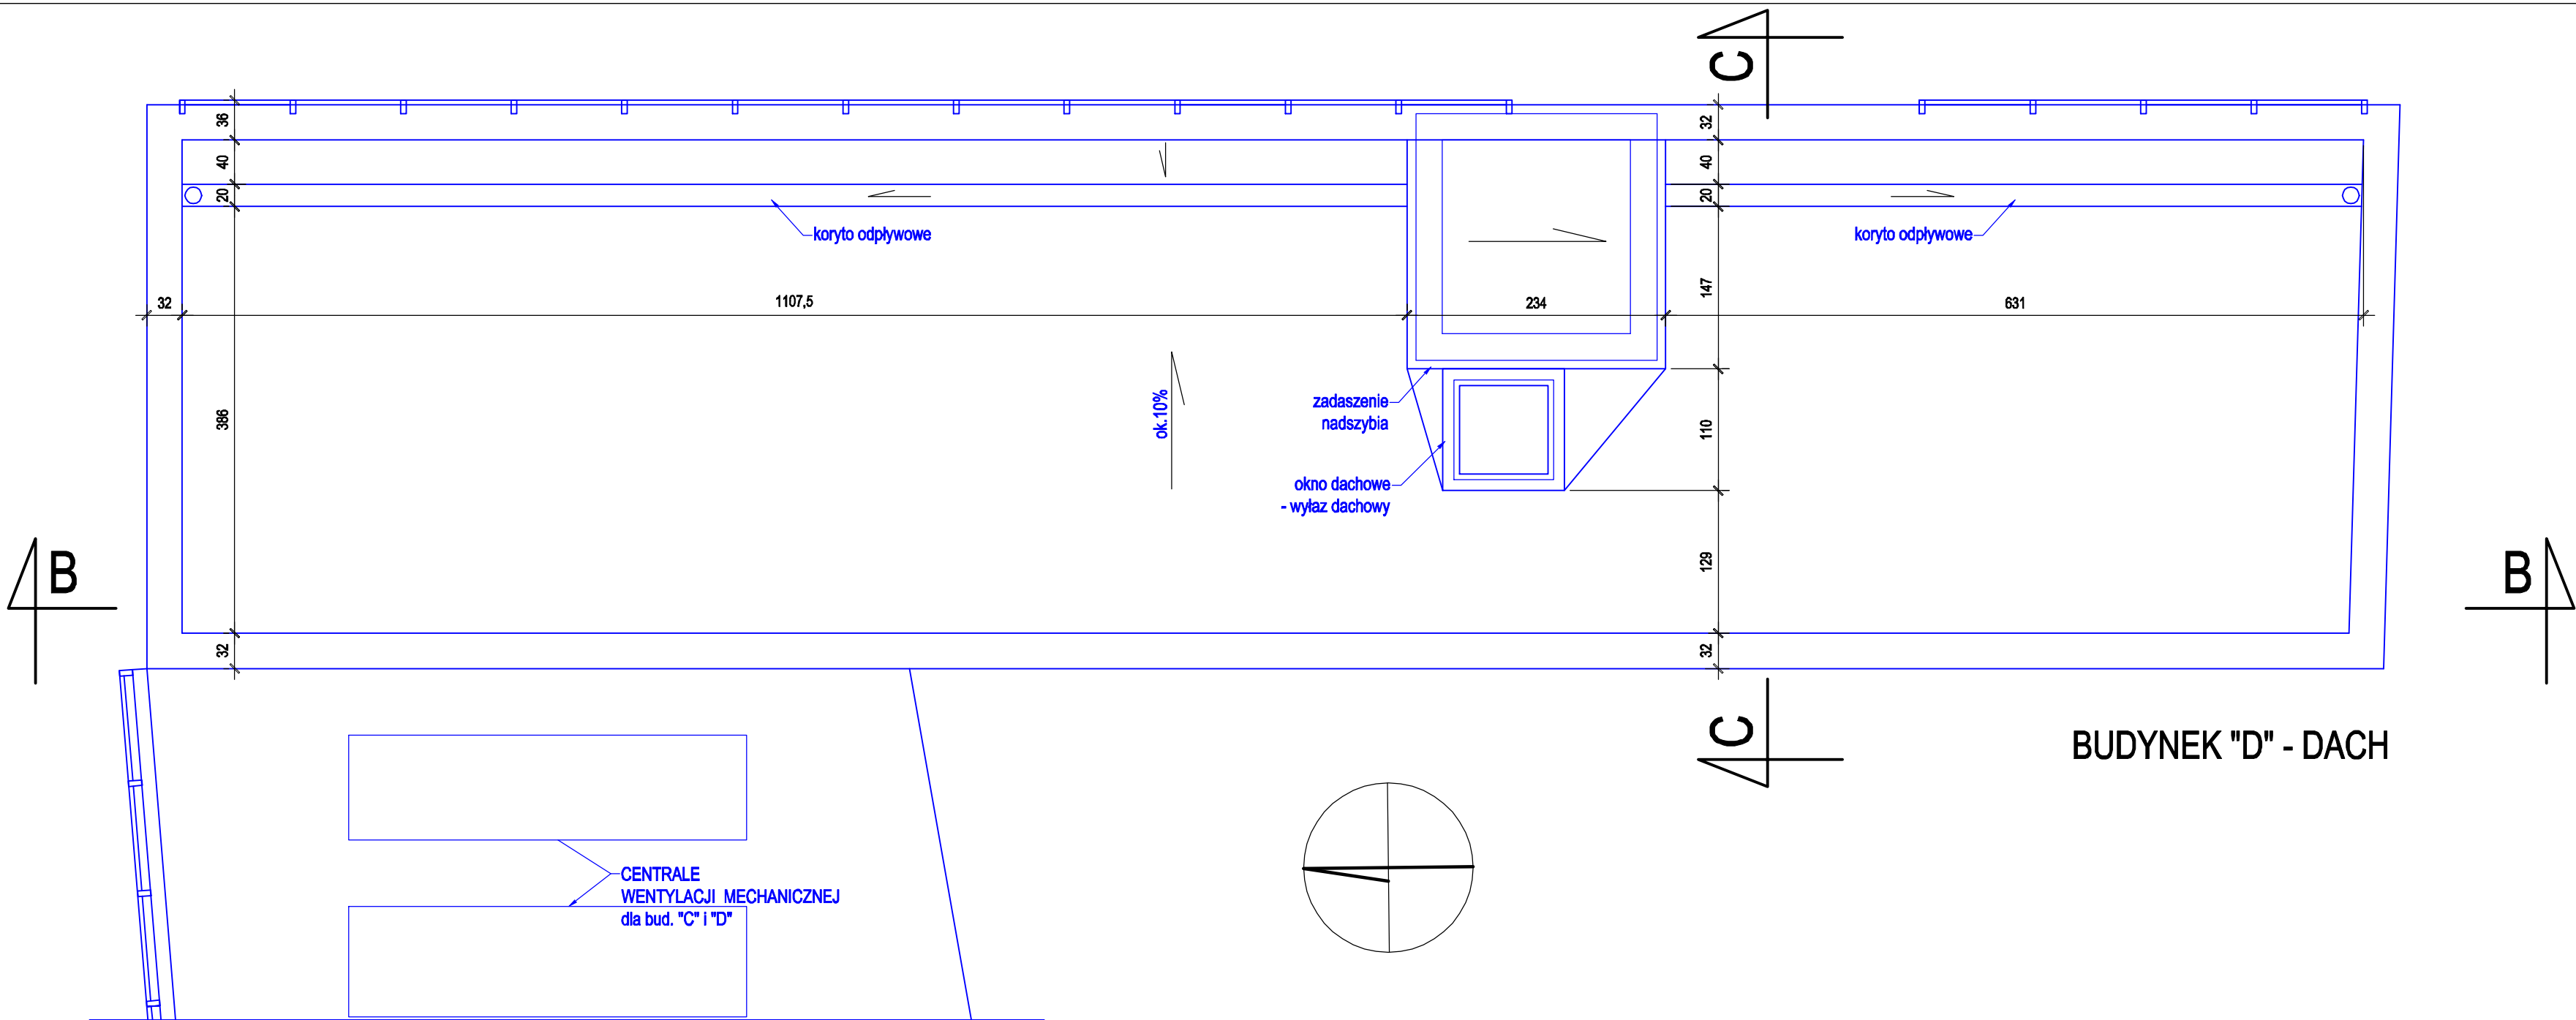 C
36
40
20
32
40
20
koryto odpływowe
koryto odpływowe
32
1107,5
234
147
631
386
ok.10%
zadaszenie
nadszybia
110
okno dachowe
- wyłaz dachowy
B
129
B
32
32
C
BUDYNEK "D" - DACH
CENTRALE
WENTYLACJI MECHANICZNEJ
dla bud. "C" i "D"